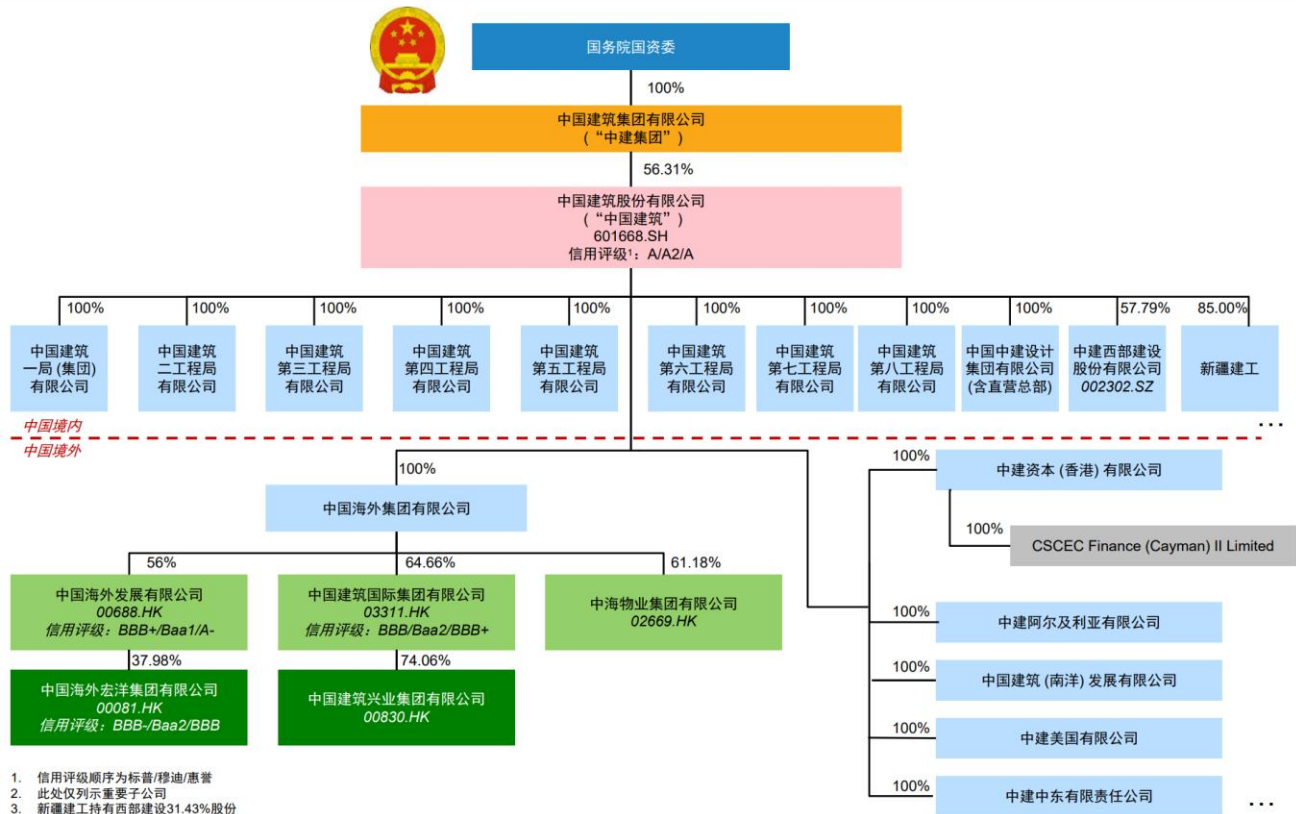 国务院国资委
100%
中国建筑集团有限公司
(“中建集团”)
56.31%
中国建筑股份有限公司
(“中国建筑”)
601668.SH
信用评级¹：A/A2/A
100%
100%
100%
100%
100%
100%
100%
100%
100%
57.79%
85.00%
中国建筑
一局 (集团)
有限公司
中国建筑
二工程局
有限公司
中国建筑
第三工程局
有限公司
中国建筑
第四工程局
有限公司
中国建筑
第五工程局
有限公司
中国建筑
第六工程局
有限公司
中国建筑
第七工程局
有限公司
中国建筑
第八工程局
有限公司
中国中建设计
集团有限公司
(含直营总部)
中建西部建设
股份有限公司
002302.SZ
新疆建工
中国境内
...
中国境外
100%
中国海外集团有限公司
56%
64.66%
61.18%
中国海外发展有限公司
00688.HK
信用评级：BBB+/Baa1/A-
中国建筑国际集团有限公司
03311.HK
信用评级：BBB/Baa2/BBB+
中海物业集团有限公司
02669.HK
37.98%
74.06%
中国海外宏洋集团有限公司
00081.HK
信用评级：BBB-/Baa2/BBB
中国建筑兴业集团有限公司
00830.HK
100%
中建资本 (香港) 有限公司
100%
CSCEC Finance (Cayman) II Limited
100%
中建阿尔及利亚有限公司
100%
中国建筑 (南洋) 发展有限公司
100%
中建美国有限公司
100%
中建中东有限责任公司
...
1. 信用评级顺序为标普/穆迪/惠誉
2. 此处仅列示重要子公司
3. 新疆建工持有西部建设31.43%股份